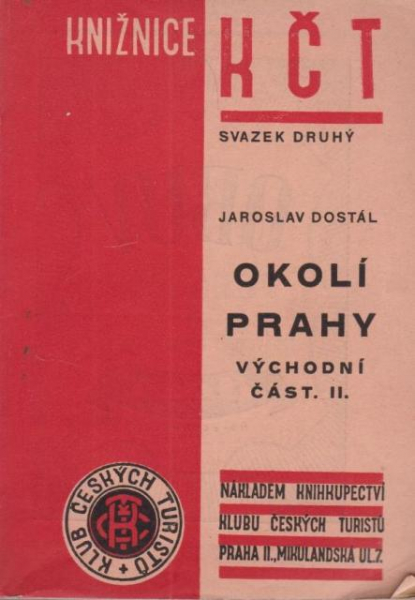 KNIŽNICE KČT
SVAZEK DRUHÝ
JAROSLAV DOSTÁL
OKOLÍ
PRAHY
VÝCHODNÍ
ČÁST. II.
NÁKLADEM KNIHKUPECTVÍ
KLUBU ČESKÝCH TURISTŮ
PRAHA II., MIKULANDSKÁ UL.7.
KLUB ČESKÝCH TURISTŮ +
KČT